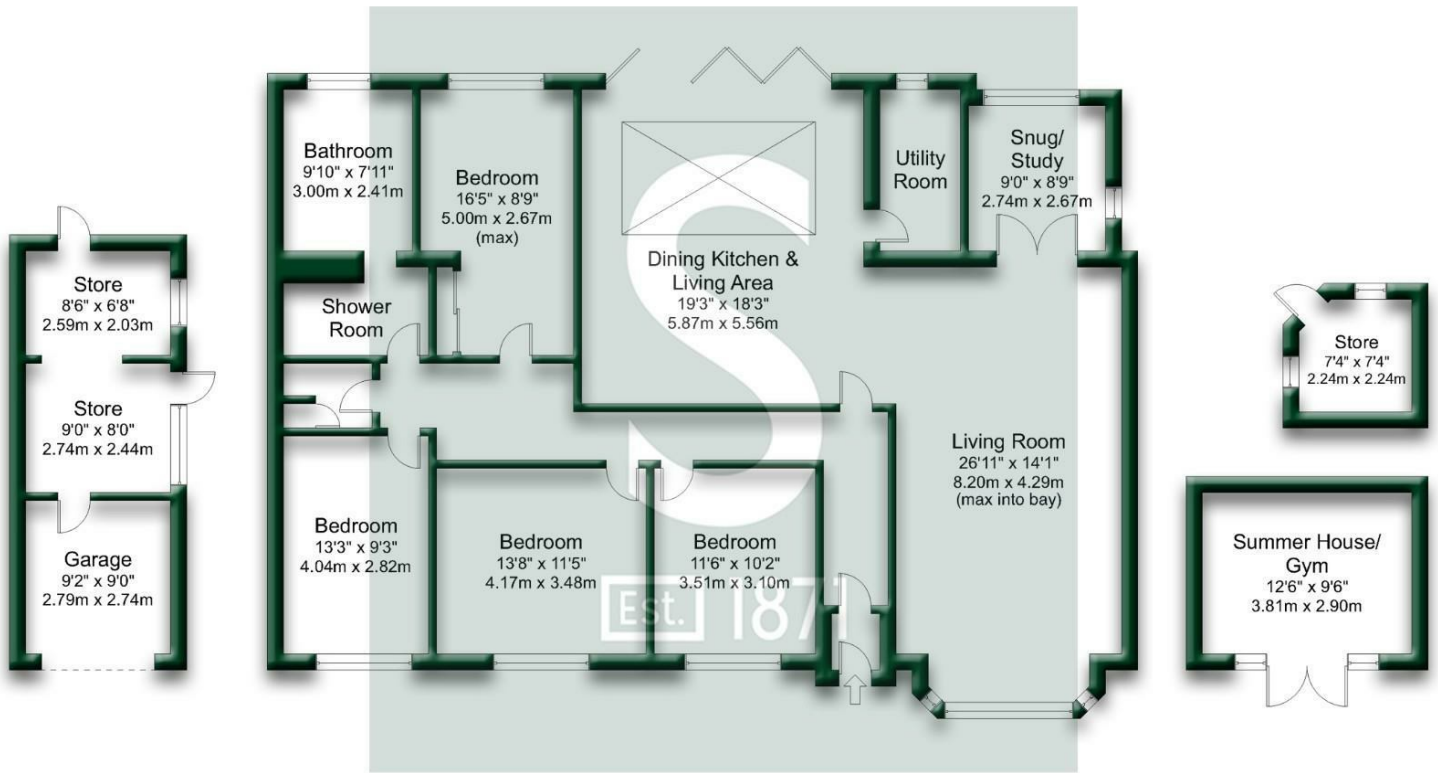 Bathroom
9'10" x 7'11"
3.00m x 2.41m
Bedroom
16'5" x 8'9"
5.00m x 2.67m
(max)
Utility
Room
Snug/
Study
9'0" x 8'9"
2.74m x 2.67m
Dining Kitchen &
Living Area
19'3" x 18'3"
5.87m x 5.56m
Store
8'6" x 6'8"
2.59m x 2.03m
Shower
Room
Store
9'0" x 8'0"
2.74m x 2.44m
Store
7'4" x 7'4"
2.24m x 2.24m
Living Room
26'11" x 14'1"
8.20m x 4.29m
(max into bay)
Garage
9'2" x 9'0"
2.79m x 2.74m
Bedroom
13'3" x 9'3"
4.04m x 2.82m
Bedroom
13'8" x 11'5"
4.17m x 3.48m
Bedroom
11'6" x 10'2"
3.51m x 3.10m
Summer House/
Gym
12'6" x 9'6"
3.81m x 2.90m
S
Est. 1871